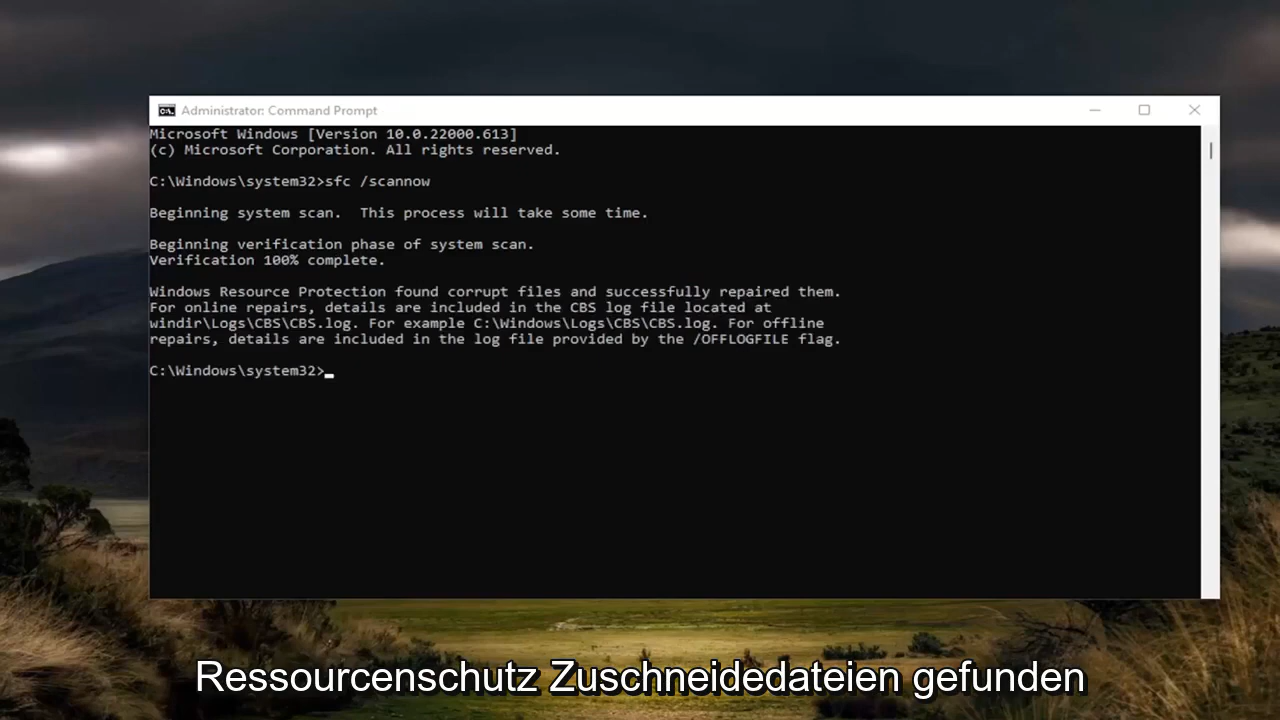 Administrator: Command Prompt
Microsoft Windows [Version 10.0.22000.613]
(c) Microsoft Corporation. All rights reserved.
C:\Windows\system32>sfc /scannow
Beginning system scan.  This process will take some time.
Beginning verification phase of system scan.
Verification 100% complete.
Windows Resource Protection found corrupt files and successfully repaired them.
For online repairs, details are included in the CBS log file located at
windir\Logs\CBS\CBS.log. For example C:\Windows\Logs\CBS\CBS.log. For offline
repairs, details are included in the log file provided by the /OFFLOGFILE flag.
C:\Windows\system32>
Ressourcenschutz Zuschneidedateien gefunden